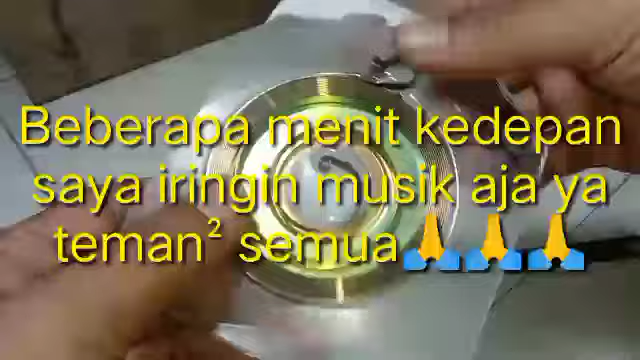 Beberapa menit kedepan
saya iringin musik aja ya
teman² semua🙏🙏🙏